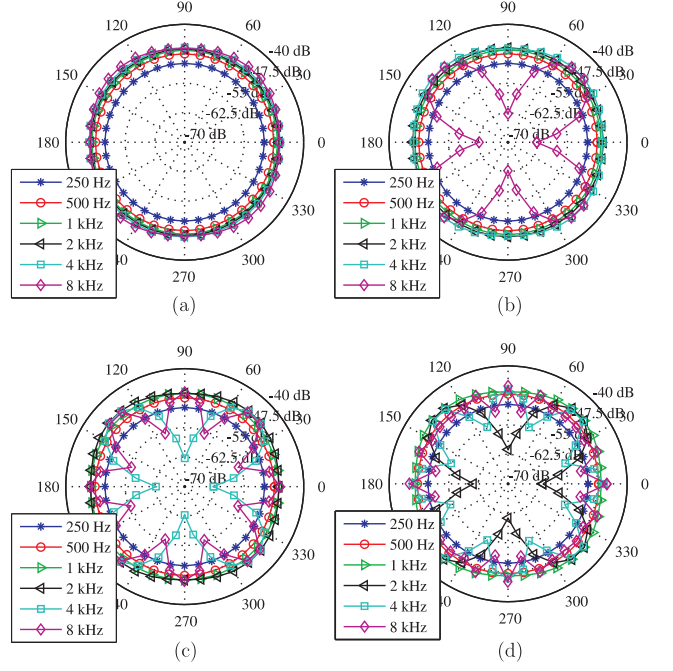 90
120
60
-40 dB
150
30
47.5 dB
-55 dB
-62.5 dB
180
-70 dB
0
250 Hz
500 Hz
1 kHz
2 kHz
4 kHz
8 kHz
330
300
270
(a)
90
120
60
-40 dB
150
30
47.5 dB
-55 dB
-62.5 dB
180
-70 dB
0
250 Hz
500 Hz
1 kHz
2 kHz
4 kHz
8 kHz
330
300
270
(b)
90
120
60
-40 dB
150
30
47.5 dB
-62.5 dB
180
-70 dB
0
250 Hz
500 Hz
1 kHz
2 kHz
4 kHz
8 kHz
330
300
270
(c)
90
120
60
-40 dB
150
30
47.5 dB
-62.5 dB
180
-70 dB
0
250 Hz
500 Hz
1 kHz
2 kHz
4 kHz
8 kHz
330
300
270
(d)